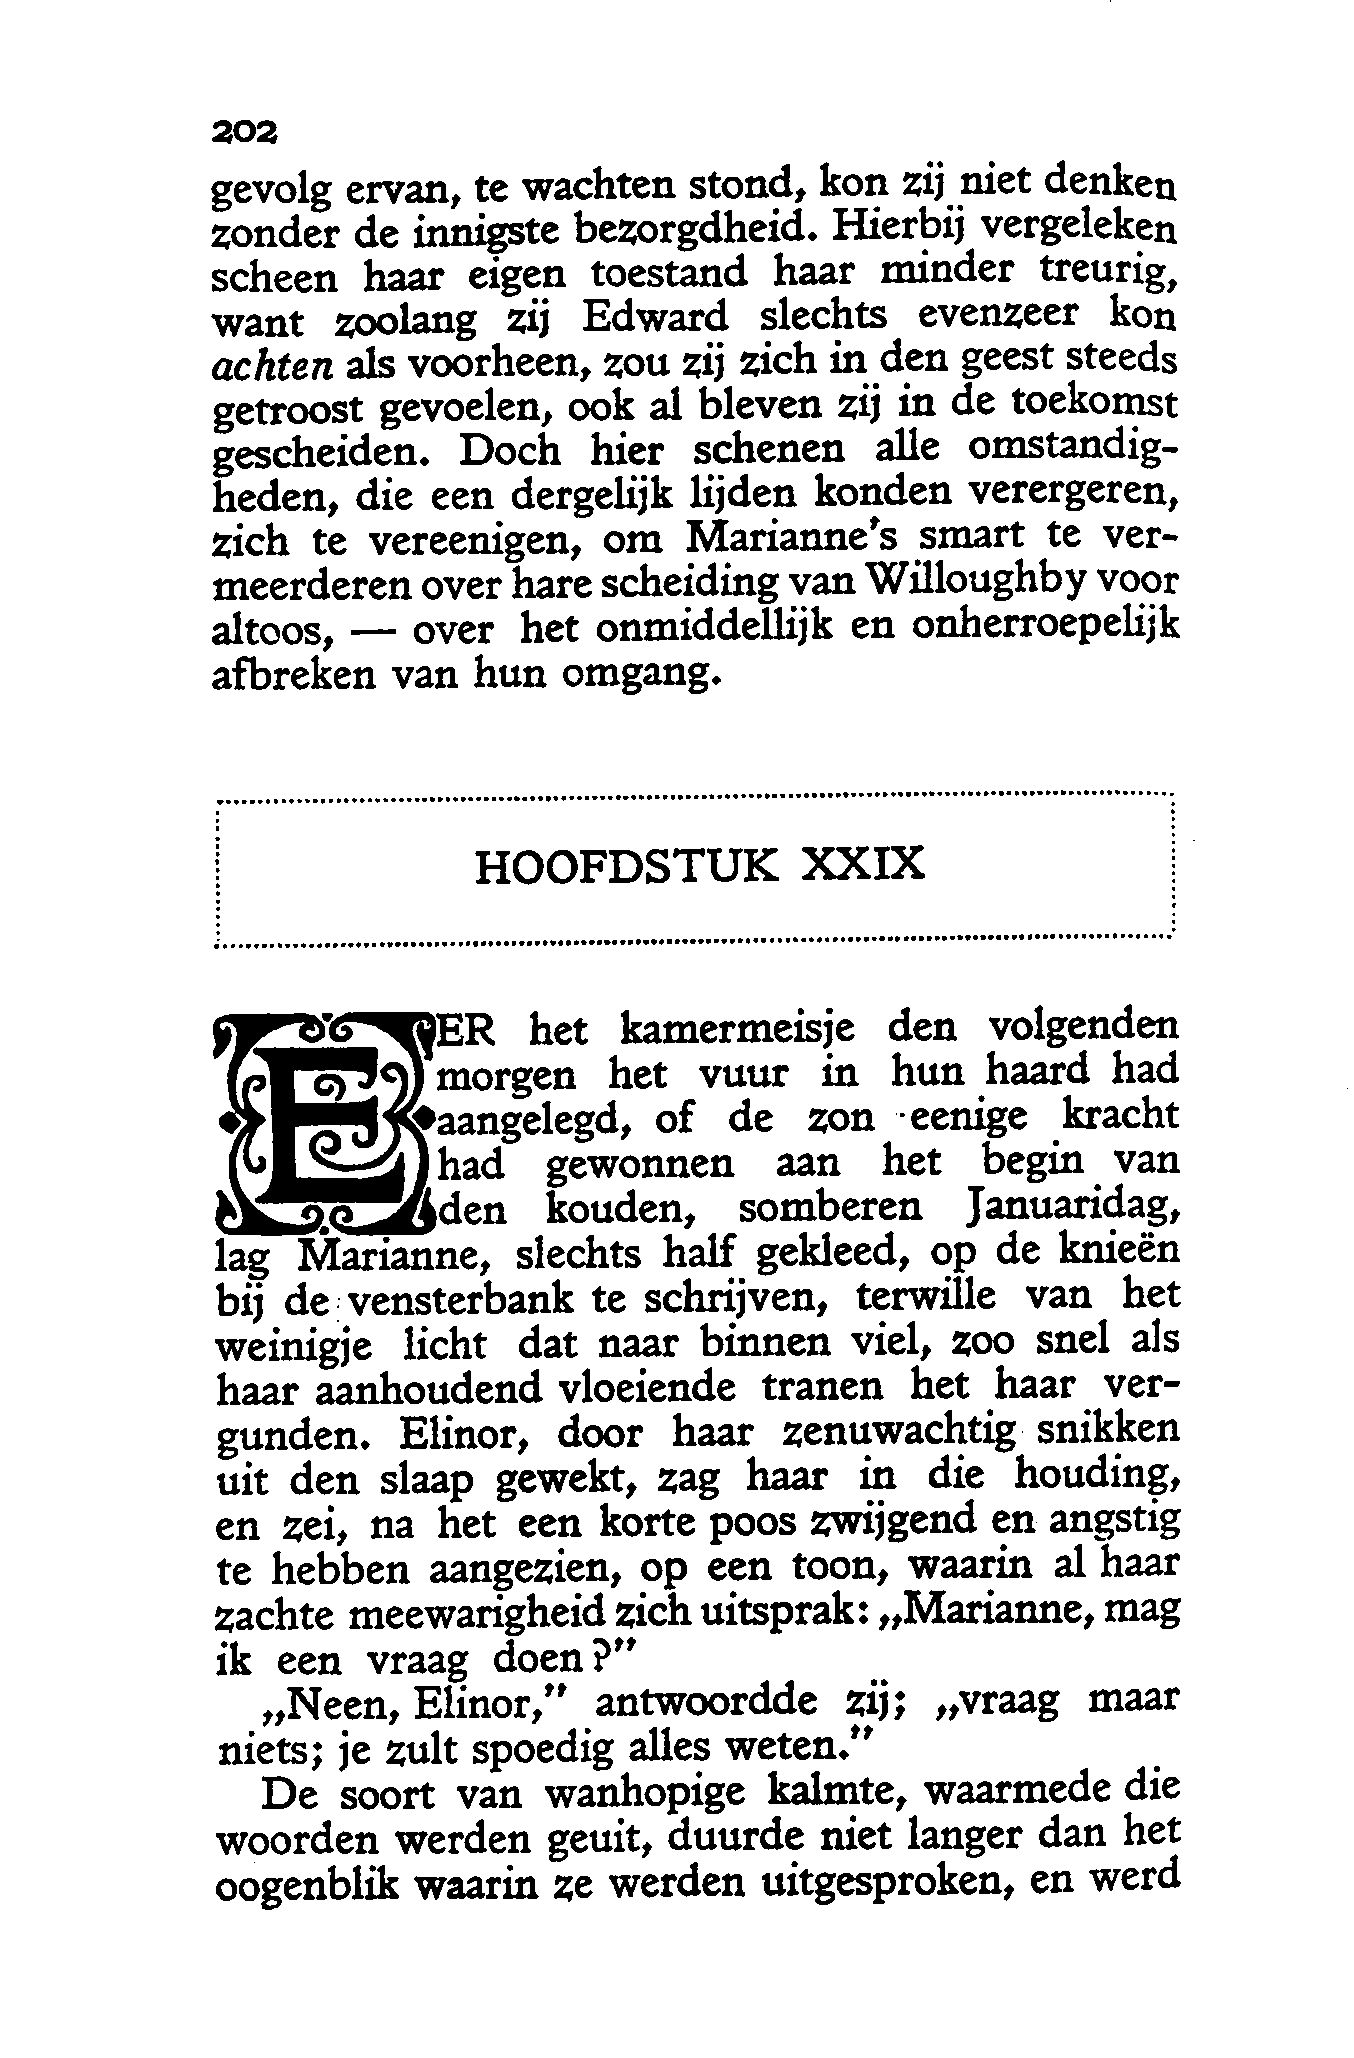 202
gevolg ervan, te wachten stond, kon zij niet denken
zonder de innigste bezorgdheid. Hierbij vergeleken
scheen haar eigen toestand haar minder treurig,
want zoolang zij Edward slechts evenzeer kon
achten als voorheen, zou zij zich in den geest steeds
getroost gevoelen, ook al bleven zij in de toekomst
gescheiden. Doch hier schenen alle omstandig-
heden, die een dergelijk lijden konden verergeren,
zich te vereenigen, om Marianne's smart te ver-
meerderen over hare scheiding van Willoughby voor
altoos, — over het onmiddellijk en onherroepelijk
afbreken van hun omgang.
HOOFDSTUK XXIX
EER het kamermeisje den volgenden
morgen het vuur in hun haard had
aangelegd, of de zon eenige kracht
had gewonnen aan het begin van
den kouden, somberen Januaridag,
lag Marianne, slechts half gekleed, op de knieën
bij de vensterbank te schrijven, terwille van het
weinigje licht dat naar binnen viel, zoo snel als
haar aanhoudend vloeiende tranen het haar ver-
gunden. Elinor, door haar zenuwachtig snikken
uit den slaap gewekt, zag haar in die houding,
en zei, na het een korte poos zwijgend en angstig
te hebben aangezien, op een toon, waarin al haar
zachte meewarigheid zich uitsprak: „Marianne, mag
ik een vraag doen?”
„Neen, Elinor,” antwoordde zij; „vraag maar
niets; je zult spoedig alles weten.”
De soort van wanhopige kalmte, waarmede die
woorden werden geuit, duurde niet langer dan het
oogenblik waarin ze werden uitgesproken, en werd